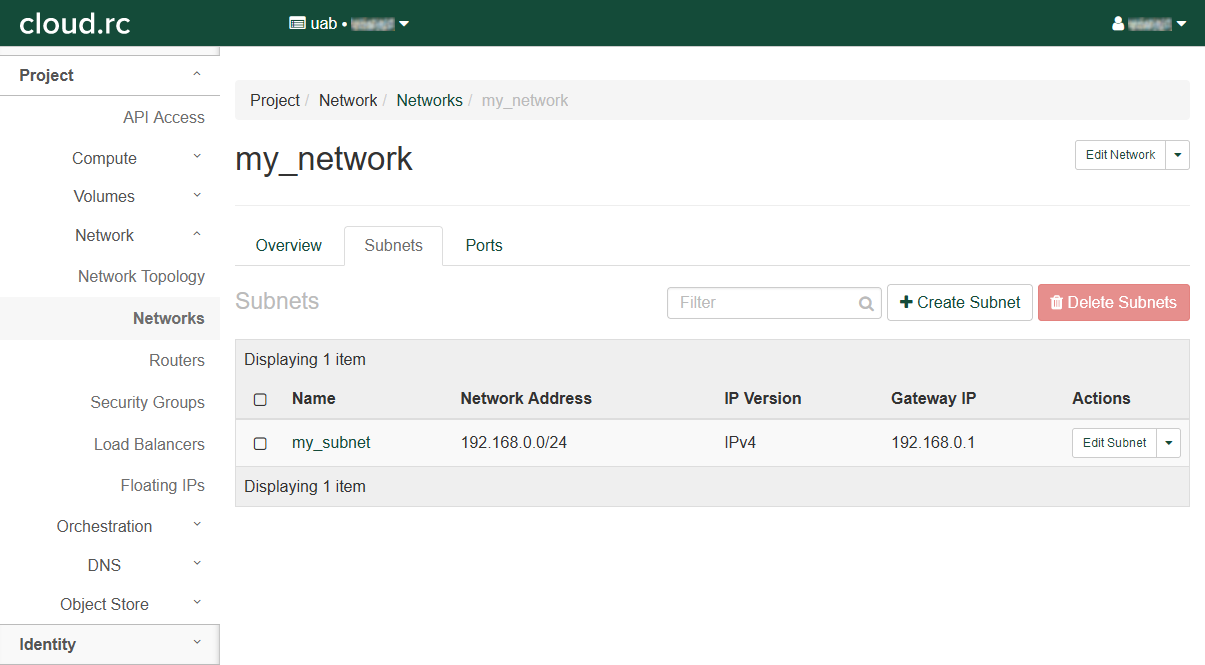 cloud.rc
uab •
Project
API Access
Compute
Volumes
Network
Network Topology
Networks
Routers
Security Groups
Load Balancers
Floating IPs
Orchestration
DNS
Object Store
Identity
Project / Network / Networks / my_network
my_network
Edit Network
Overview Subnets Ports
Subnets
Filter
Create Subnet
Delete Subnets
Displaying 1 item
Name Network Address IP Version Gateway IP Actions
my_subnet 192.168.0.0/24 IPv4 192.168.0.1 Edit Subnet
Displaying 1 item